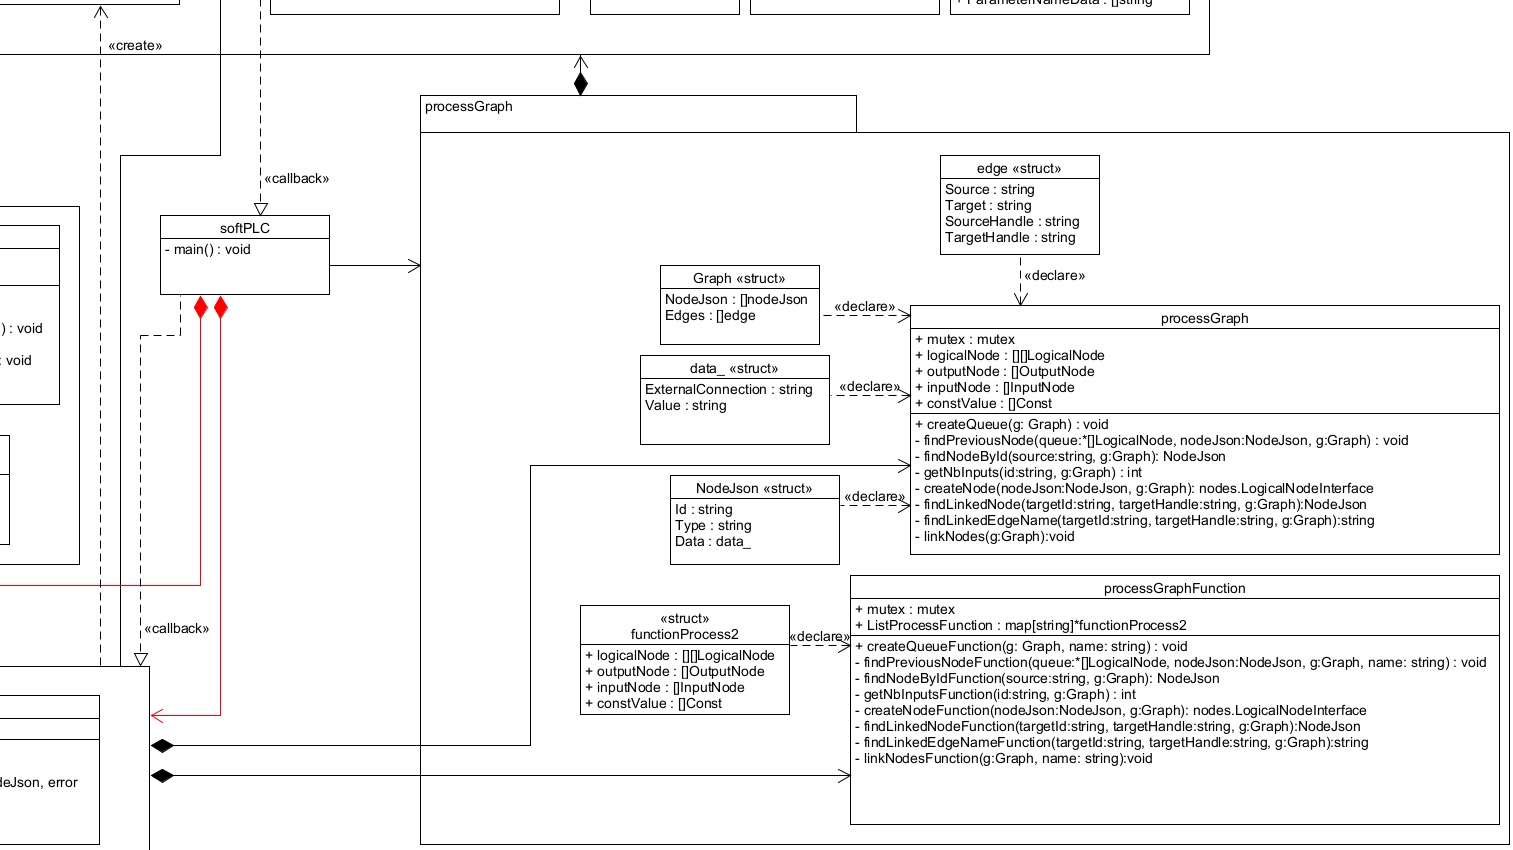 + ParameterNameData : []string
«create»
processGraph
«callback»
softPLC
- main() : void
edge «struct»
Source : string
Target : string
SourceHandle : string
TargetHandle : string
«declare»
Graph «struct»
NodeJson : []nodeJson
Edges : []edge
«declare»
processGraph
+ mutex : mutex
+ logicalNode : [][]LogicalNode
+ outputNode : []OutputNode
+ inputNode : []InputNode
+ constValue : []Const
+ createQueue(g: Graph) : void
- findPreviousNode(queue:*[]LogicalNode, nodeJson:NodeJson, g:Graph) : void
- findNodeById(source:string, g:Graph): NodeJson
- getNbInputs(id:string, g:Graph) : int
- createNode(nodeJson:NodeJson, g:Graph): nodes.LogicalNodeInterface
- findLinkedNode(targetId:string, targetHandle:string, g:Graph):NodeJson
- findLinkedEdgeName(targetId:string, targetHandle:string, g:Graph):string
- linkNodes(g:Graph):void
) : void
: void
data_ «struct»
ExternalConnection : string
Value : string
«declare»
NodeJson «struct»
Id : string
Type : string
Data : data_
«declare»
«callback»
«struct»
functionProcess2
+ logicalNode : [][]LogicalNode
+ outputNode : []OutputNode
+ inputNode : []InputNode
+ constValue : []Const
«declare»
processGraphFunction
+ mutex : mutex
+ ListProcessFunction : map[string]*functionProcess2
+ createQueueFunction(g: Graph, name: string) : void
- findPreviousNodeFunction(queue:*[]LogicalNode, nodeJson:NodeJson, g:Graph, name: string) : void
- findNodeByIdFunction(source:string, g:Graph): NodeJson
- getNbInputsFunction(id:string, g:Graph) : int
- createNodeFunction(nodeJson:NodeJson, g:Graph): nodes.LogicalNodeInterface
- findLinkedNodeFunction(targetId:string, targetHandle:string, g:Graph):NodeJson
- findLinkedEdgeNameFunction(targetId:string, targetHandle:string, g:Graph):string
- linkNodesFunction(g:Graph, name: string):void
deJson, error